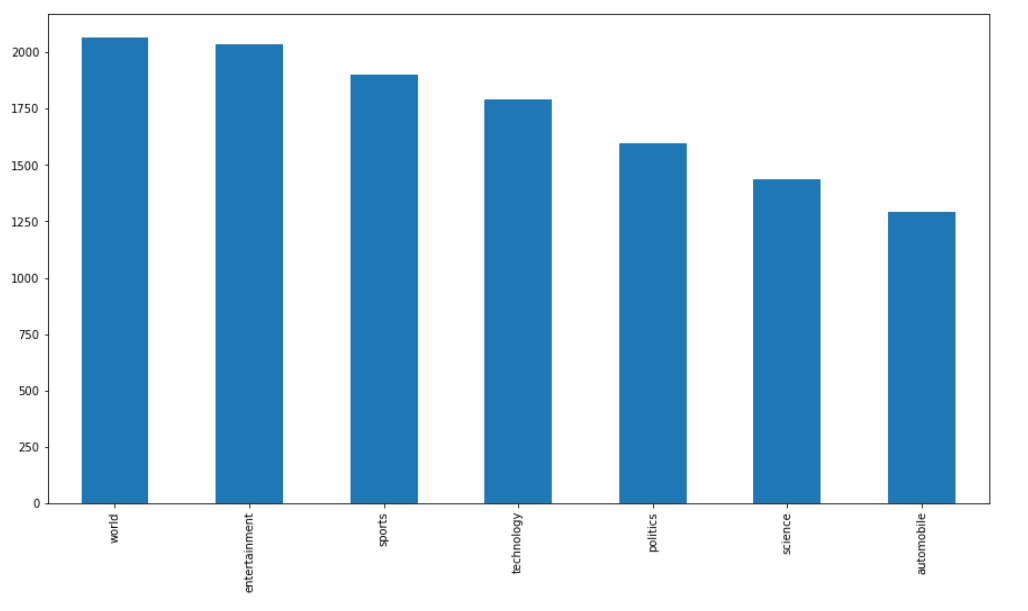 2000
1750
1500
1250
1000
750
500
250
0
world
entertainment
sports
technology
politics
science
automobile